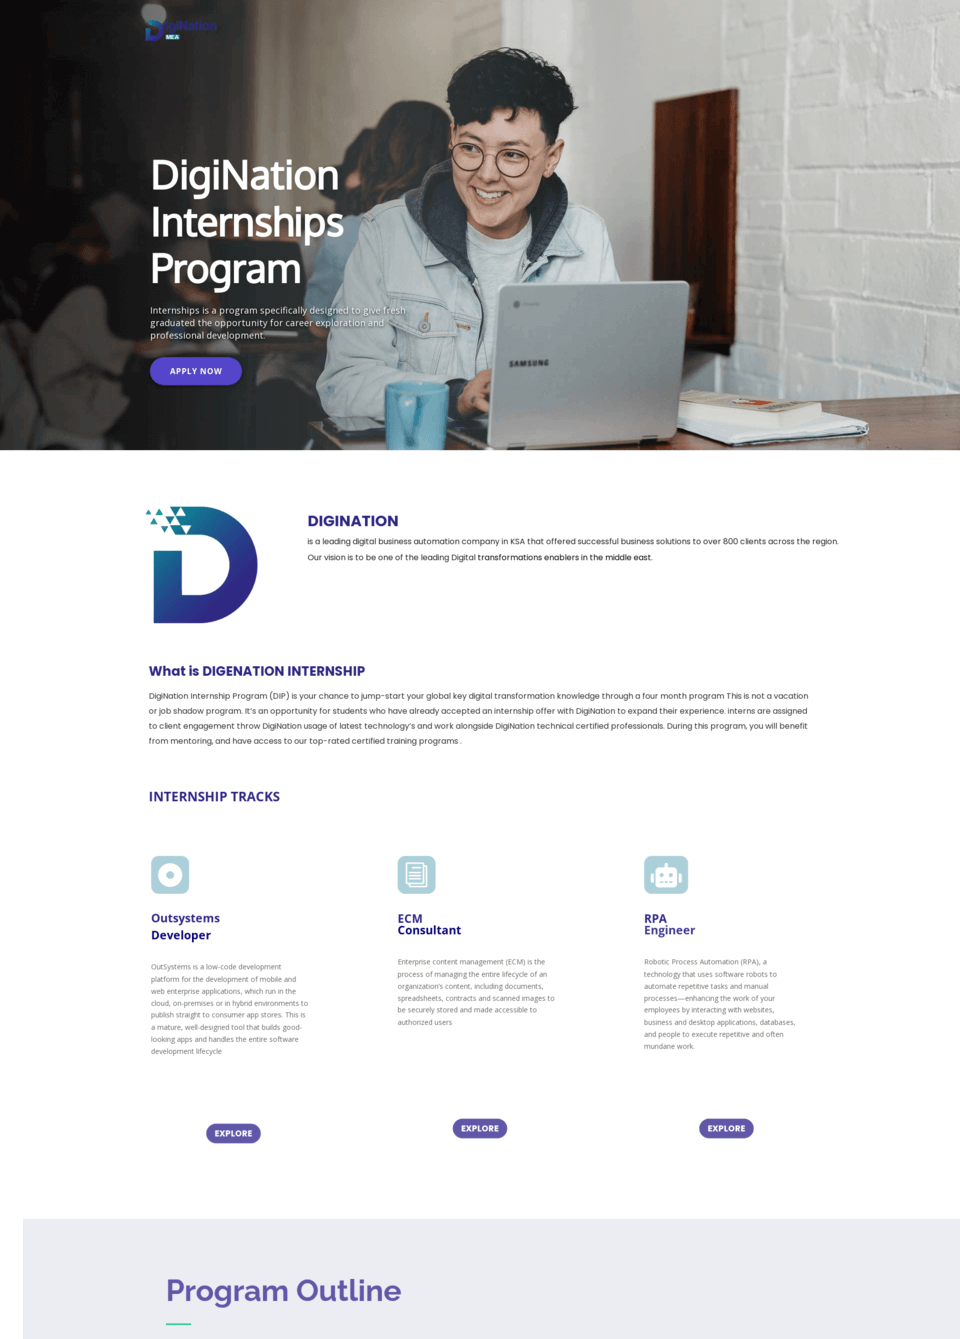 DigiNation
MEA
DigiNation
Internships
Program
Internships is a program specifically designed to give fresh
graduated the opportunity for career exploration and
professional development.
APPLY NOW
SAMSUNG
DIGINATION
is a leading digital business automation company in KSA that offered successful business solutions to over 800 clients across the region.
Our vision is to be one of the leading Digital transformations enablers in the middle east.
What is DIGENATION INTERNSHIP
DigiNation Internship Program (DIP) is your chance to jump-start your global key digital transformation knowledge through a four month program This is not a vacation
or job shadow program. It's an opportunity for students who have already accepted an internship offer with DigiNation to expand their experience. interns are assigned
to client engagement throw DigiNation usage of latest technology's and work alongside DigiNation technical certified professionals. During this program, you will benefit
from mentoring, and have access to our top-rated certified training programs .
INTERNSHIP TRACKS
Outsystems
Developer
OutSystems is a low-code development
platform for the development of mobile and
web enterprise applications, which run in the
cloud, on-premises or in hybrid environments to
publish straight to consumer app stores. This is
a mature, well-designed tool that builds good-
looking apps and handles the entire software
development lifecycle
EXPLORE
ECM
Consultant
Enterprise content management (ECM) is the
process of managing the entire lifecycle of an
organization's content, including documents,
spreadsheets, contracts and scanned images to
be securely stored and made accessible to
authorized users
EXPLORE
RPA
Engineer
Robotic Process Automation (RPA), a
technology that uses software robots to
automate repetitive tasks and manual
processes—enhancing the work of your
employees by interacting with websites,
business and desktop applications, databases,
and people to execute repetitive and often
mundane work.
EXPLORE
Program Outline